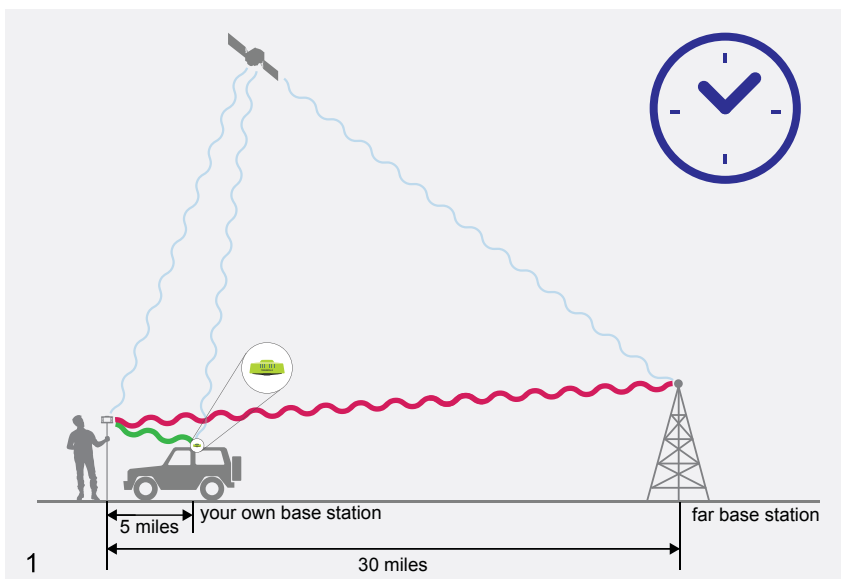 your own base station
far base station
5 miles
30 miles
1